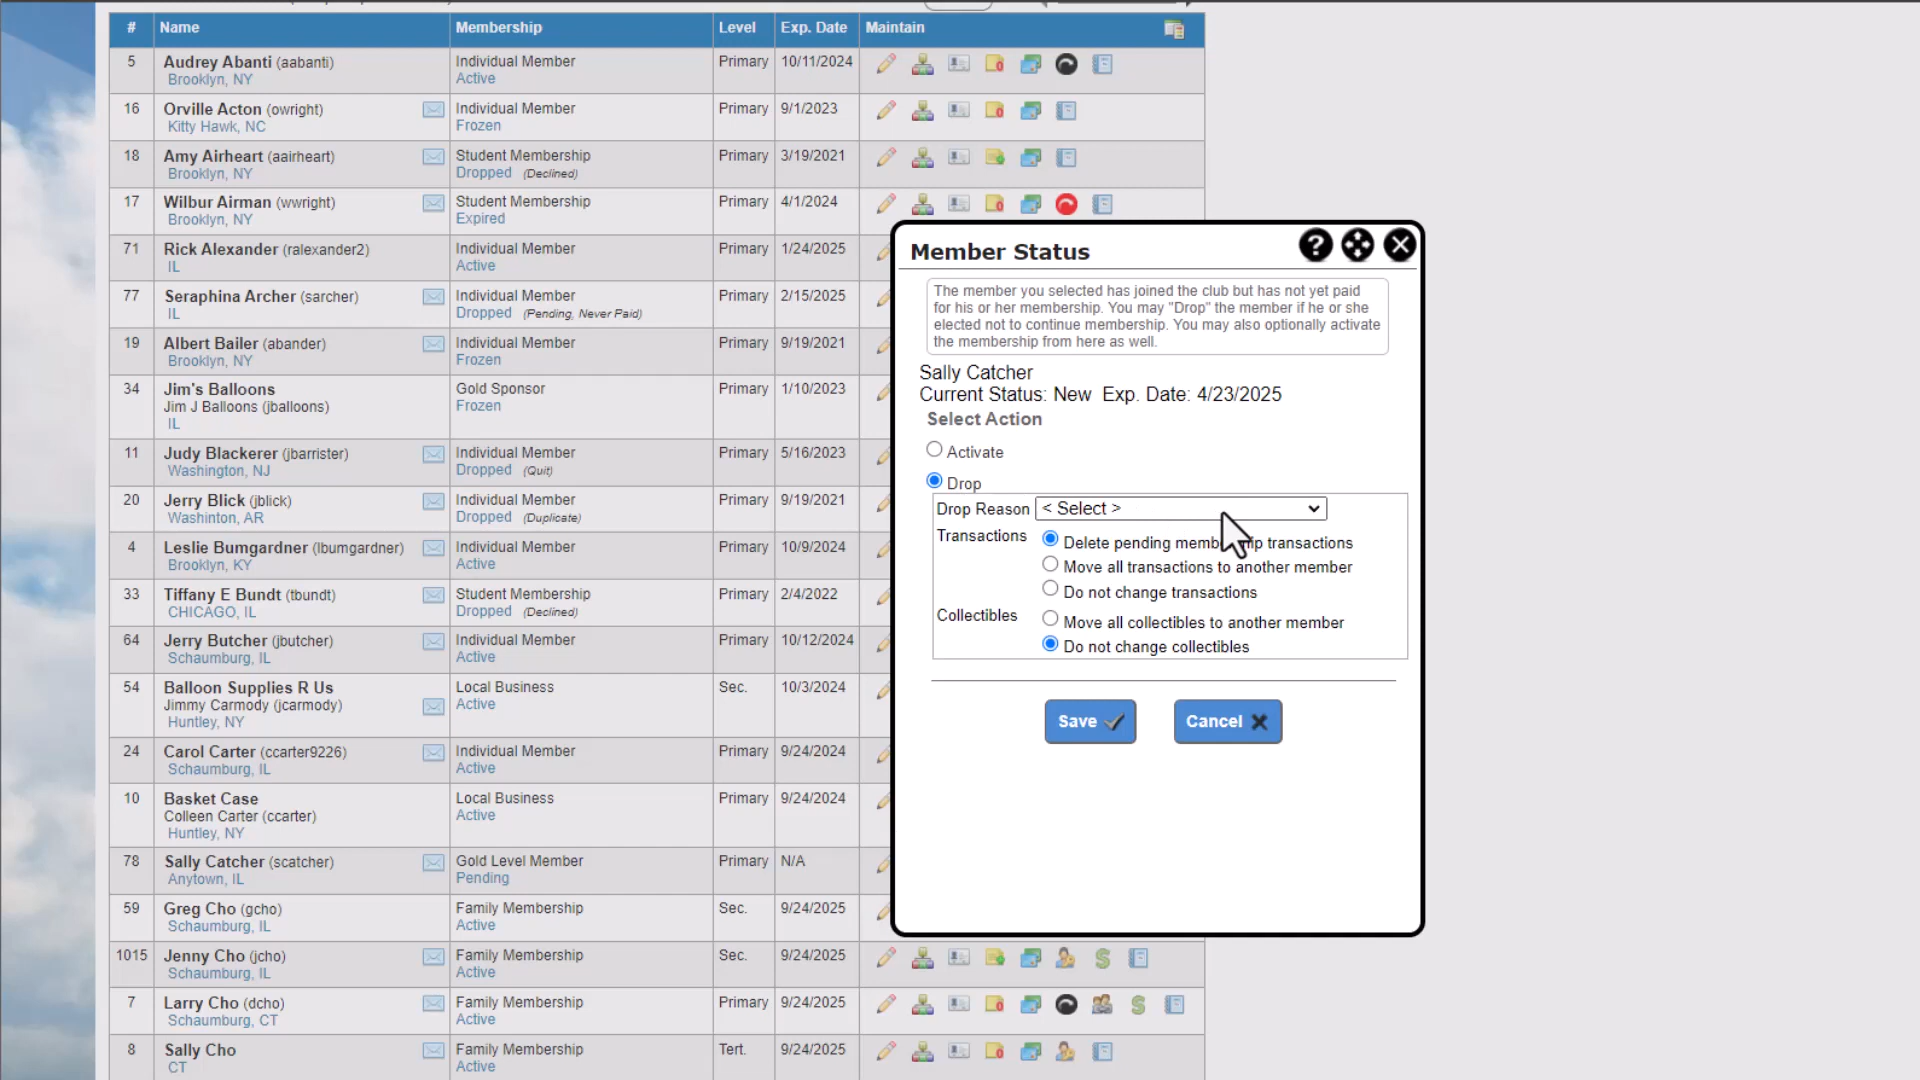 # Name Membership Level Exp. Date Maintain
5 Audrey Abanti (aabanti) Individual Member Primary 10/11/2024
Brooklyn, NY Active
16 Orville Acton (owright) Individual Member Primary 9/1/2023
Kitty Hawk, NC Frozen
18 Amy Airheart (aairheart) Student Membership Primary 3/19/2021
Brooklyn, NY Dropped (Declined)
17 Wilbur Airman (wwright) Student Membership Primary 4/1/2024
Brooklyn, NY Expired
71 Rick Alexander (ralexander2) Individual Member Primary 1/24/2025
IL Active
77 Seraphina Archer (sarcher) Individual Member Primary 2/15/2025
IL Dropped (Pending, Never Paid)
19 Albert Bailer (abander) Individual Member Primary 9/19/2021
Brooklyn, NY Frozen
34 Jim's Balloons Gold Sponsor Primary 1/10/2023
Jim J Balloons (jballoons) Frozen
IL
11 Judy Blackerer (jbarrister) Individual Member Primary 5/16/2023
Washington, NJ Dropped (Quit)
20 Jerry Blick (jblick) Individual Member Primary 9/19/2021
Washinton, AR Dropped (Duplicate)
4 Leslie Bumgardner (lbumgardner) Individual Member Primary 10/9/2024
Brooklyn, KY Active
33 Tiffany E Bundt (tbundt) Student Membership Primary 2/4/2022
CHICAGO, IL Dropped (Declined)
64 Jerry Butcher (jbutcher) Individual Member Primary 10/12/2024
Schaumburg, IL Active
54 Balloon Supplies R Us Local Business Sec. 10/3/2024
Jimmy Carmody (jcarmody) Active
Huntley, NY
24 Carol Carter (ccarter9226) Individual Member Primary 9/24/2024
Schaumburg, IL Active
10 Basket Case Local Business Primary 9/24/2024
Colleen Carter (ccarter) Active
Huntley, NY
78 Sally Catcher (scatcher) Gold Level Member Primary N/A
Anytown, IL Pending
59 Greg Cho (gcho) Family Membership Sec. 9/24/2025
Schaumburg, IL Active
1015 Jenny Cho (jcho) Family Membership Sec. 9/24/2025
Schaumburg, IL Active
7 Larry Cho (dcho) Family Membership Primary 9/24/2025
Schaumburg, CT Active
8 Sally Cho Family Membership Tert. 9/24/2025
CT Active
Member Status
The member you selected has joined the club but has not yet paid
for his or her membership. You may "Drop" the member if he or she
elected not to continue membership. You may also optionally activate
the membership from here as well.
Sally Catcher
Current Status: New Exp. Date: 4/23/2025
Select Action
Activate
Drop
Drop Reason < Select >
Transactions Delete pending membership transactions
Move all transactions to another member
Do not change transactions
Collectibles Move all collectibles to another member
Do not change collectibles
Save Cancel